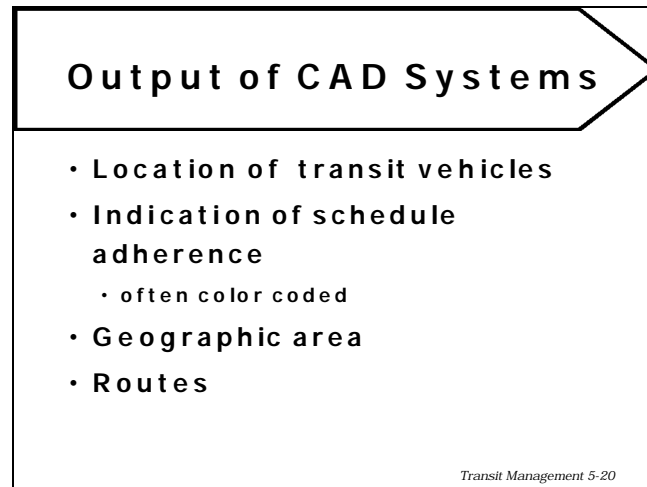 Output of CAD Systems
• Location of transit vehicles
• Indication of schedule
adherence
• often color coded
• Geographic area
• Routes
Transit Management 5-20